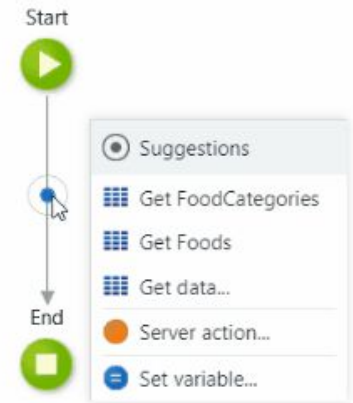 Start
Suggestions
Get FoodCategories
Get Foods
Get data...
End
Server action...
Set variable...